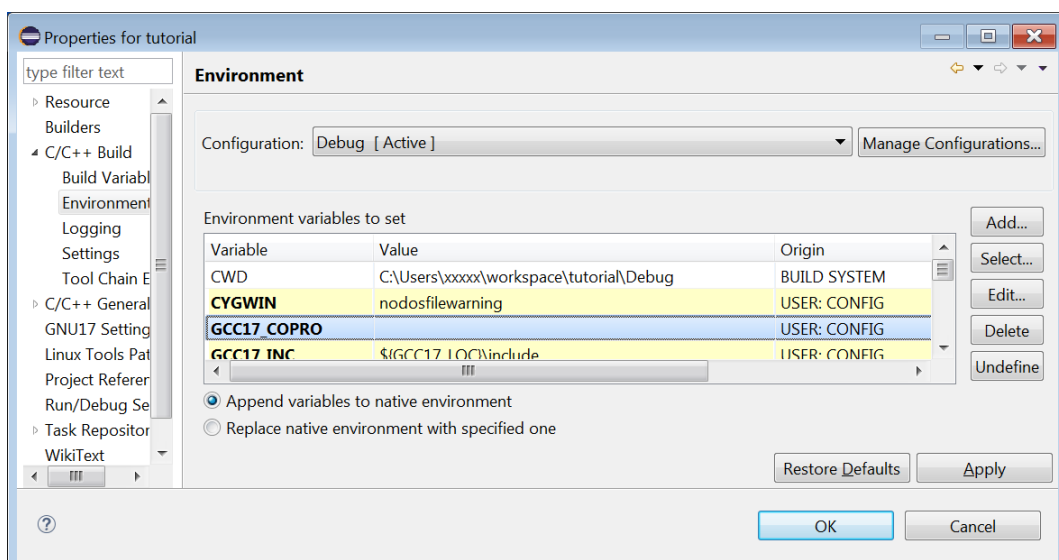 Properties for tutorial
type filter text
Environment
Resource
Builders
C/C++ Build
Build Variabl
Environment
Logging
Settings
Tool Chain E
C/C++ General
GNU17 Setting
Linux Tools Pat
Project Referer
Run/Debug Se
Task Repositor
WikiText
Configuration: Debug [ Active ] Manage Configurations...
Environment variables to set
Variable Value Origin
CWD C:\Users\xxxxx\workspace\tutorial\Debug BUILD SYSTEM
CYGWIN nodosfilewarning USER: CONFIG
GCC17_COPRO USER: CONFIG
GCC17_INC ${GCC17_LOC}\include USER: CONFIG
Add...
Select...
Edit...
Delete
Undefine
Append variables to native environment
Replace native environment with specified one
Restore Defaults Apply
OK Cancel